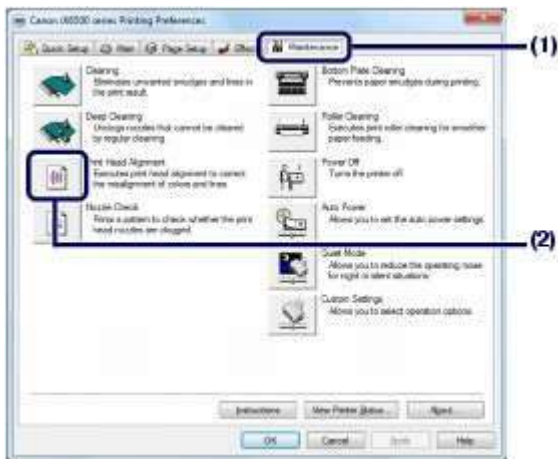 Canon iX6500 series Printing Preferences
Quick Setup Main Page Setup Effects Maintenance
(1)
Cleaning
Eliminates unwanted smudges and lines in
the print result.
Deep Cleaning
Unclogs nozzles that cannot be cleared
by regular cleaning.
Print Head Alignment
Executes print head alignment to correct
the misalignment of colors and lines.
Nozzle Check
Prints a pattern to check whether the print
head nozzles are clogged.
Bottom Plate Cleaning
Prevents paper smudges during printing.
Roller Cleaning
Executes print roller cleaning for smoother
paper feeding.
Power Off
Turns the printer off.
Auto Power
Allows you to set the auto power settings.
(2)
Quiet Mode
Allows you to reduce the operating noise
for night or silent situations.
Custom Settings
Allows you to select operation options.
Instructions View Printer Status... About...
OK Cancel Apply Help